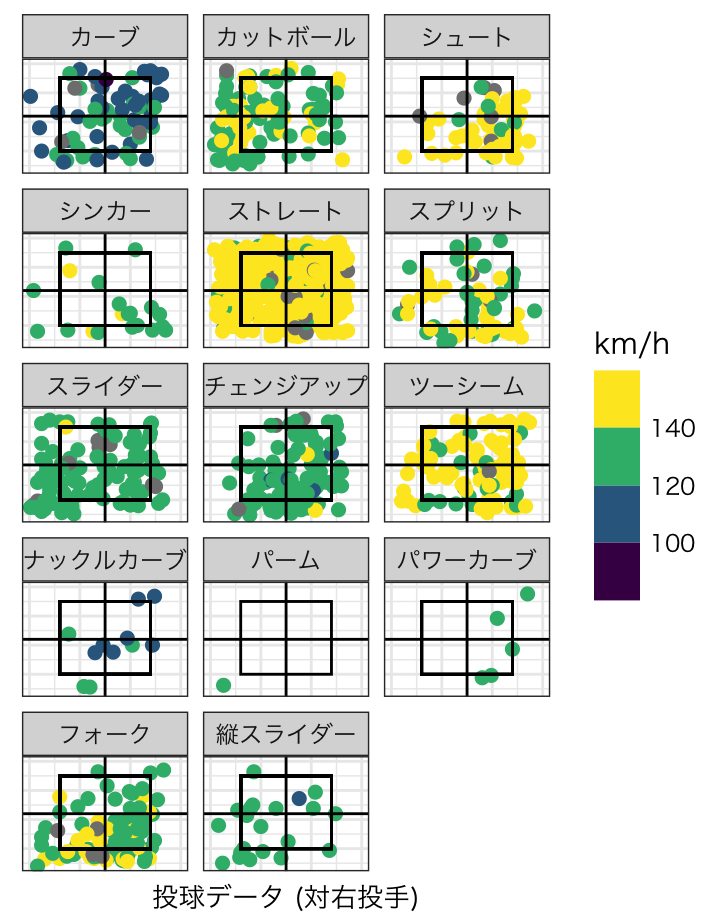 カーブ
カットボール
シュート
シンカー
ストレート
スプリット
スライダー
チェンジアップ
ツーシーム
ナックルカーブ
パーム
パワーカーブ
フォーク
縦スライダー
km/h
140
120
100
投球データ (対右投手)